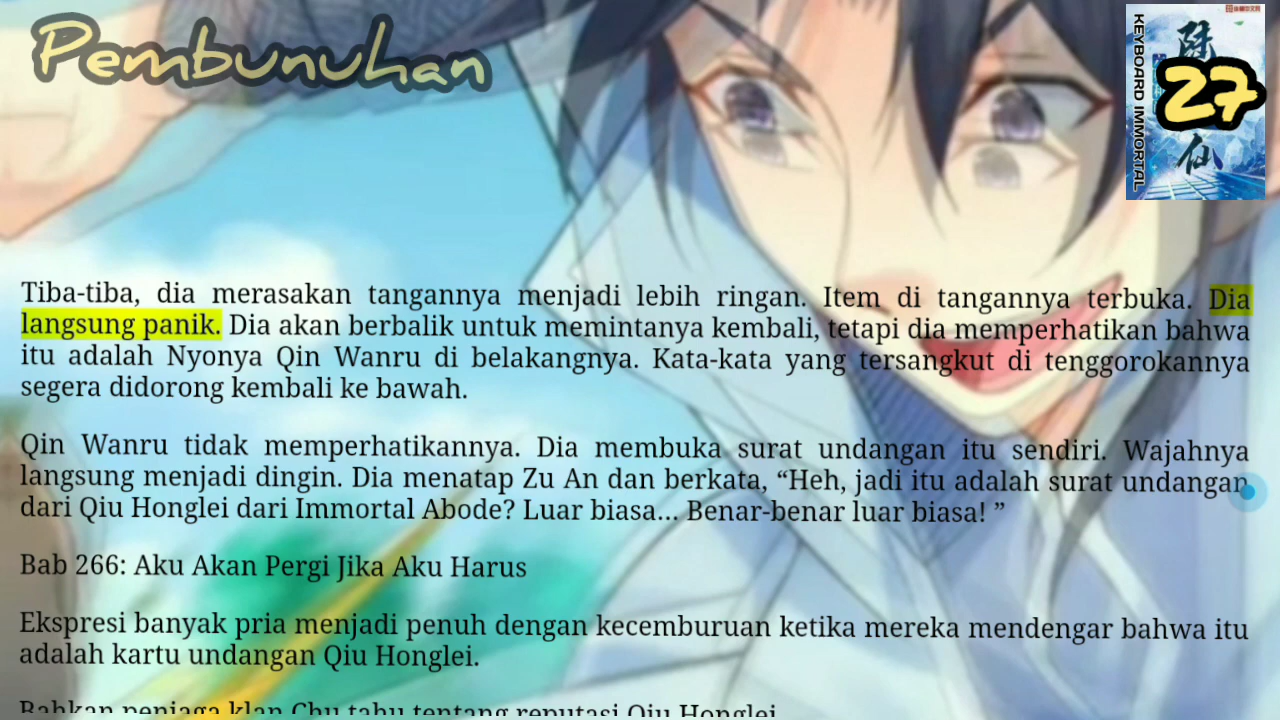 Pembunuhan
KEYBOARD IMMORTAL
陆
27
仙
Tiba-tiba, dia merasakan tangannya menjadi lebih ringan. Item di tangannya terbuka. Dia
langsung panik. Dia akan berbalik untuk memintanya kembali, tetapi dia memperhatikan bahwa
itu adalah Nyonya Qin Wanru di belakangnya. Kata-kata yang tersangkut di tenggorokannya
segera didorong kembali ke bawah.
Qin Wanru tidak memperhatikannya. Dia membuka surat undangan itu sendiri. Wajahnya
langsung menjadi dingin. Dia menatap Zu An dan berkata, “Heh, jadi itu adalah surat undangan
dari Qiu Honglei dari Immortal Abode? Luar biasa… Benar-benar luar biasa! ”
Bab 266: Aku Akan Pergi Jika Aku Harus
Ekspresi banyak pria menjadi penuh dengan kecemburuan ketika mereka mendengar bahwa itu
adalah kartu undangan Qiu Honglei.
Bahkan penjaga klan Chu tahu tentang reputasi Qiu Honglei